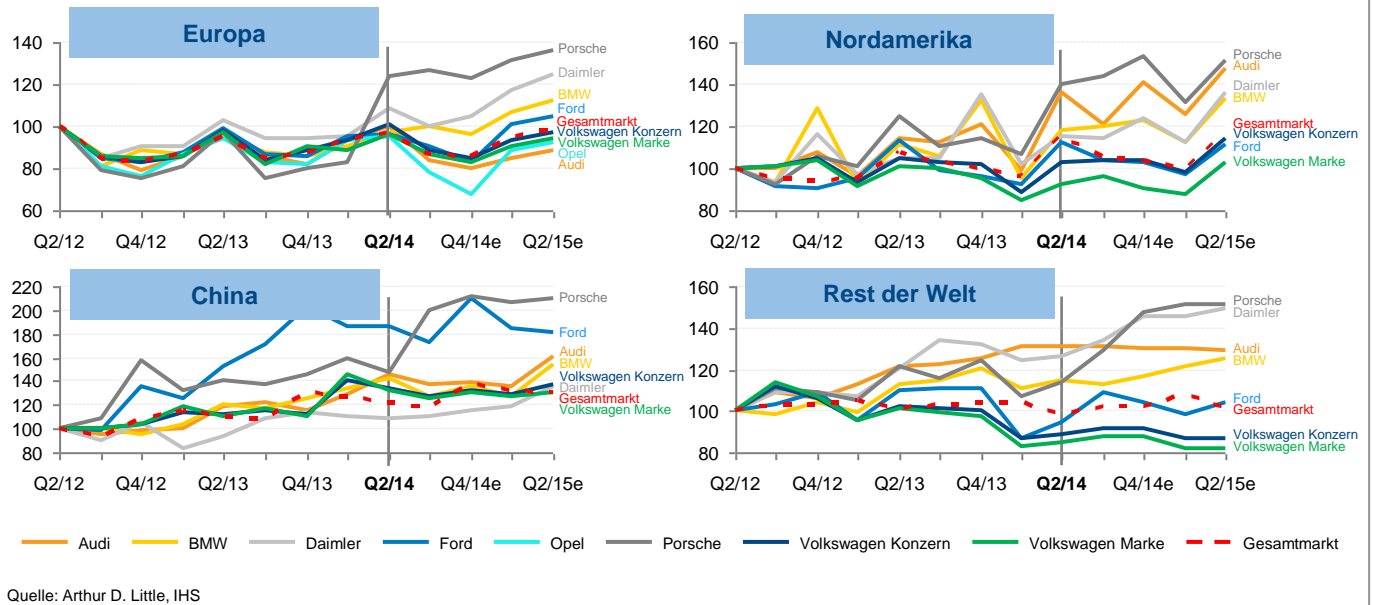 Europa
140
120
100
80
60
Q2/12 Q4/12 Q2/13 Q4/13 Q2/14 Q4/14e Q2/15e
Porsche
Daimler
BMW
Ford
Gesamtmarkt
Volkswagen Konzern
Volkswagen Marke
Opel
Audi
Nordamerika
160
140
120
100
80
Q2/12 Q4/12 Q2/13 Q4/13 Q2/14 Q4/14e Q2/15e
Porsche
Audi
Daimler
BMW
Gesamtmarkt
Volkswagen Konzern
Ford
Volkswagen Marke
China
220
200
180
160
140
120
100
80
Q2/12 Q4/12 Q2/13 Q4/13 Q2/14 Q4/14e Q2/15e
Porsche
Ford
Audi
BMW
Volkswagen Konzern
Daimler
Gesamtmarkt
Volkswagen Marke
Rest der Welt
160
140
120
100
80
Q2/12 Q4/12 Q2/13 Q4/13 Q2/14 Q4/14e Q2/15e
Porsche
Daimler
Audi
BMW
Ford
Gesamtmarkt
Volkswagen Konzern
Volkswagen Marke
Audi BMW Daimler Ford Opel Porsche Volkswagen Konzern Volkswagen Marke Gesamtmarkt
Quelle: Arthur D. Little, IHS